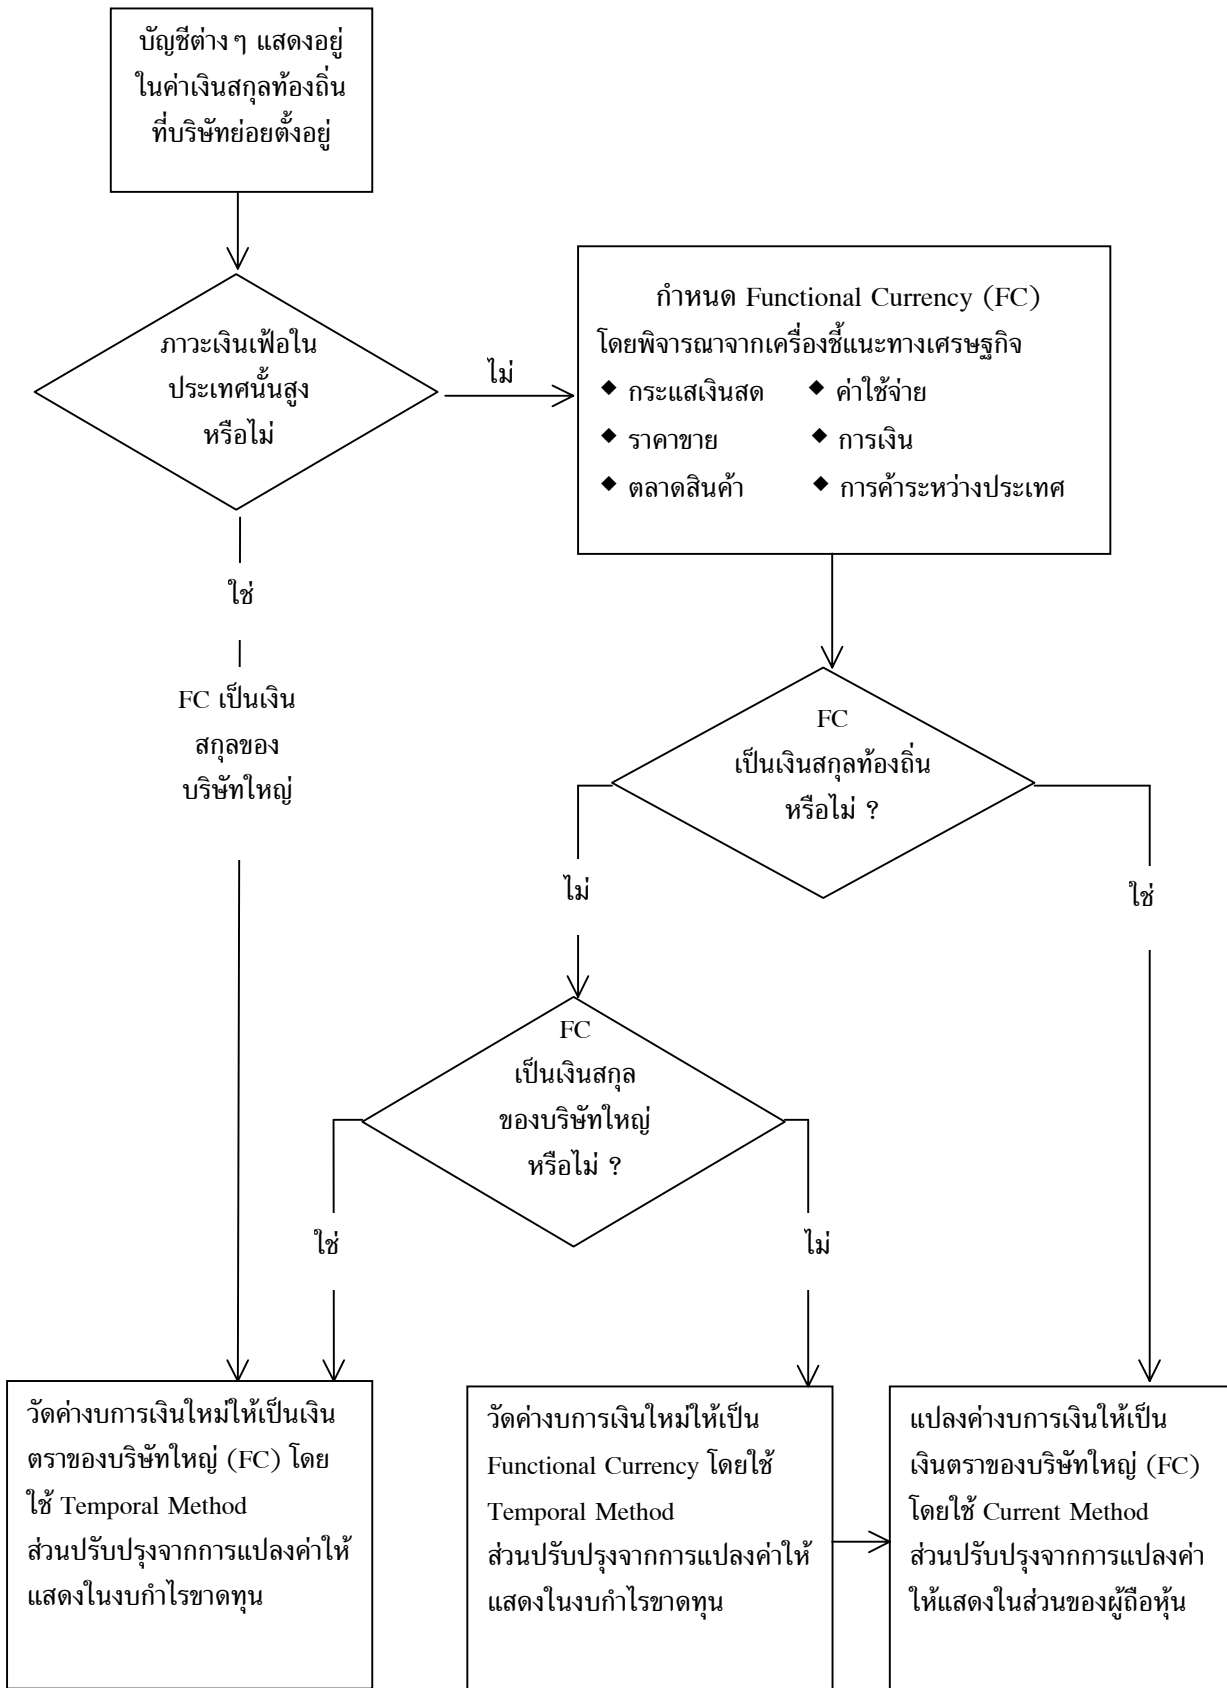 บัญชีต่าง ๆ แสดงอยู่
ในค่าเงินสกุลท้องถิ่น
ที่บริษัทย่อยตั้งอยู่
ภาวะเงินเฟ้อใน
ประเทศนั้นสูง
หรือไม่
ไม่
กำหนด Functional Currency (FC)
โดยพิจารณาจากเครื่องชี้แนะทางเศรษฐกิจ
◆ กระแสเงินสด ◆ ค่าใช้จ่าย
◆ ราคาขาย ◆ การเงิน
◆ ตลาดสินค้า ◆ การค้าระหว่างประเทศ
ใช่
FC เป็นเงิน
สกุลของ
บริษัทใหญ่
FC
เป็นเงินสกุลท้องถิ่น
หรือไม่ ?
ไม่
ใช่
FC
เป็นเงินสกุล
ของบริษัทใหญ่
หรือไม่ ?
ใช่
ไม่
วัดค่างบการเงินใหม่ให้เป็นเงิน
ตราของบริษัทใหญ่ (FC) โดย
ใช้ Temporal Method
ส่วนปรับปรุงจากการแปลงค่าให้
แสดงในงบกำไรขาดทุน
วัดค่างบการเงินใหม่ให้เป็น
Functional Currency โดยใช้
Temporal Method
ส่วนปรับปรุงจากการแปลงค่าให้
แสดงในงบกำไรขาดทุน
แปลงค่างบการเงินให้เป็น
เงินตราของบริษัทใหญ่ (FC)
โดยใช้ Current Method
ส่วนปรับปรุงจากการแปลงค่า
ให้แสดงในส่วนของผู้ถือหุ้น